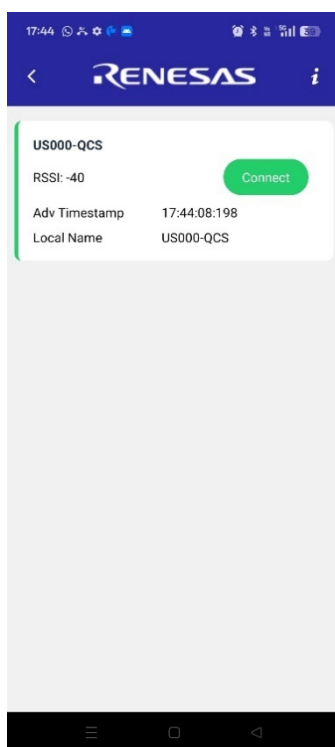 17:44
RENESAS
i
US000-QCS
RSSI: -40
Connect
Adv Timestamp 17:44:08:198
Local Name US000-QCS